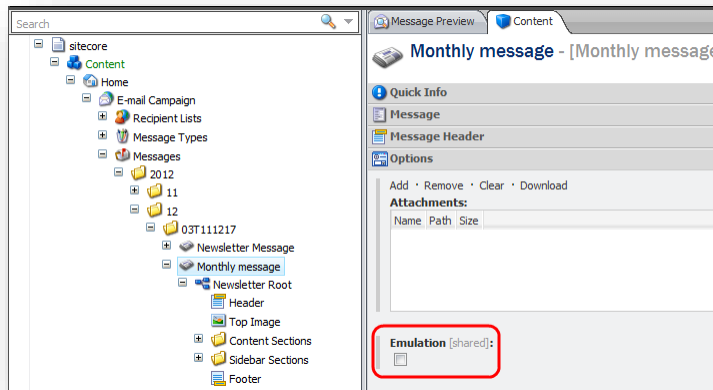 Search
sitecore
Content
Home
E-mail Campaign
Recipient Lists
Message Types
Messages
2012
11
12
03T111217
Newsletter Message
Monthly message
Newsletter Root
Header
Top Image
Content Sections
Sidebar Sections
Footer
Message Preview
Content
Monthly message - [Monthly message
Quick Info
Message
Message Header
Options
Add · Remove · Clear · Download
Attachments:
Name Path Size
Emulation [shared]: